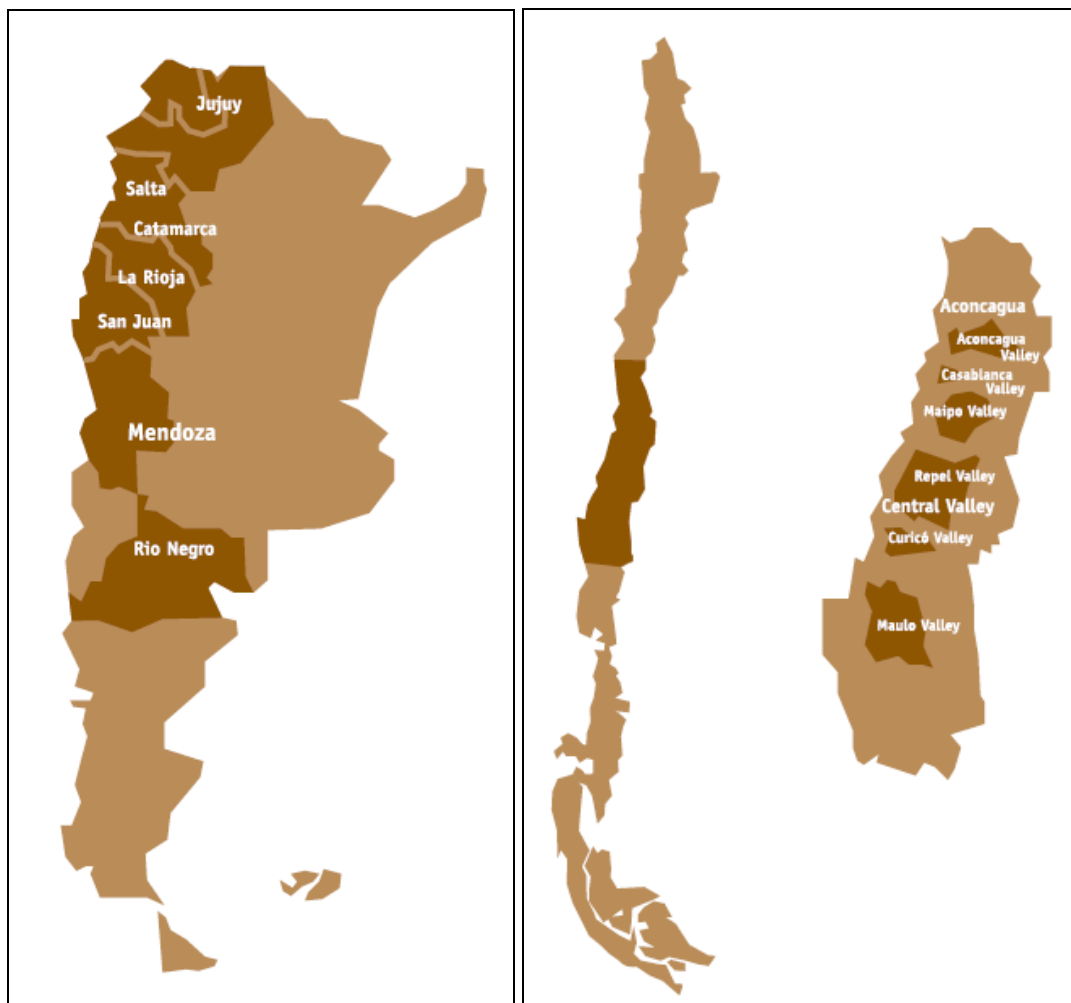 Jujuy
Salta
Catamarca
La Rioja
San Juan
Mendoza
Rio Negro
Aconcagua
Aconcagua
Valley
Casablanca
Valley
Maipo Valley
Repel Valley
Central Valley
Curicó Valley
Maulo Valley